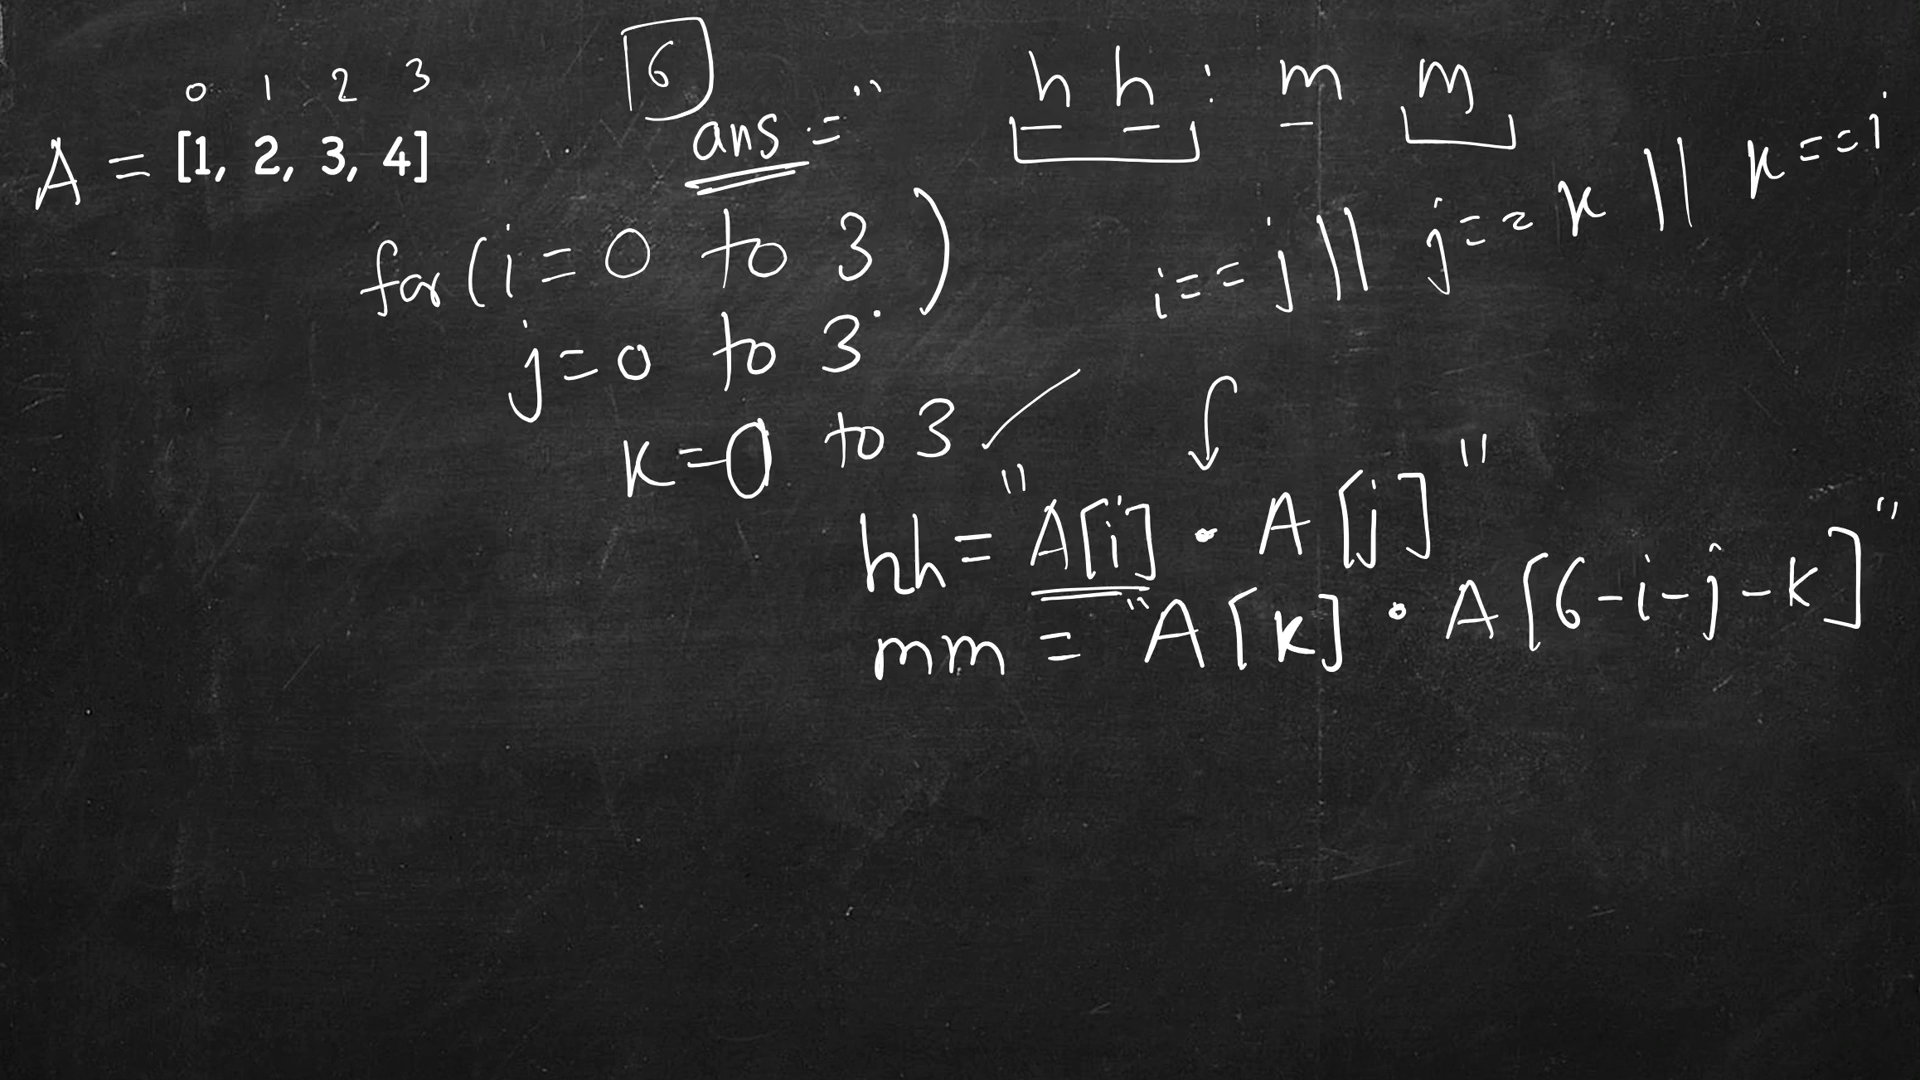 0 1 2 3
A = [1, 2, 3, 4]
6
ans = "
h h : m m
for (i = 0 to 3)
j = 0 to 3
k = 0 to 3
i == j || j == k || k == i
hh = "A[i] . A[j]"
mm = "A[k] . A[6-i-j-k]"